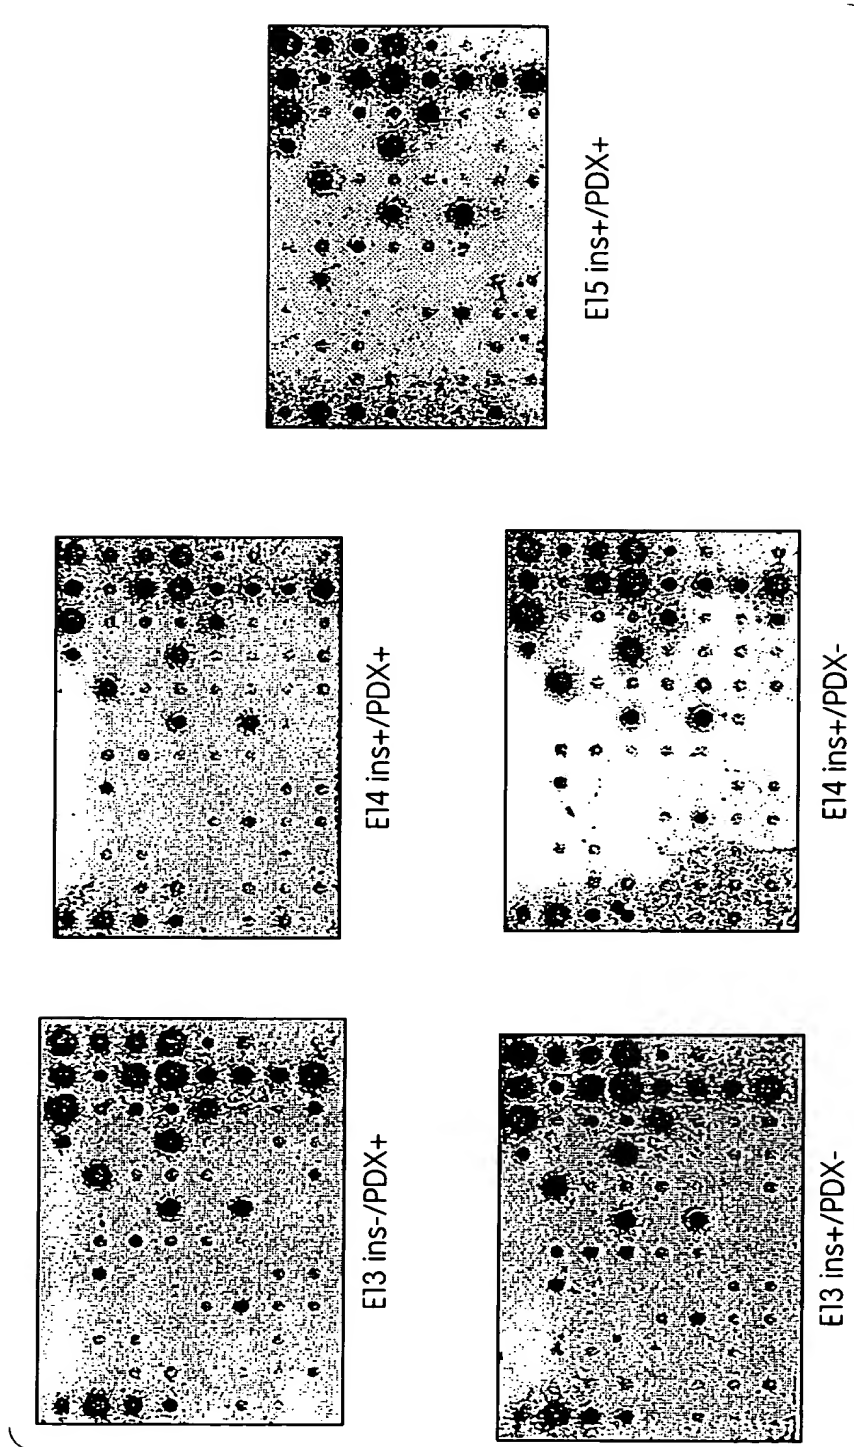 E15 ins+/PDX+
E14 ins+/PDX+
E14 ins+/PDX-
E13 ins-/PDX+
E13 ins+/PDX-